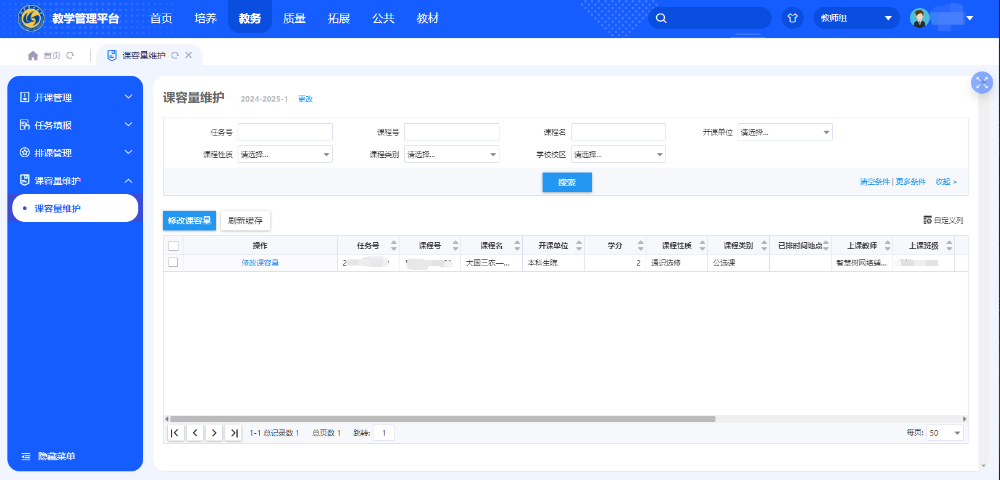 教学管理平台 首页 培养 教务 质量 拓展 公共 教材 教师组
首页 课容量维护
开课管理
任务填报
排课管理
课容量维护
课容量维护
隐藏菜单
课容量维护 2024-2025-1 更改
任务号 课程号 课程名 开课单位 请选择...
课程性质 请选择... 课程类别 请选择... 学校校区 请选择...
搜索 清空条件 | 更多条件 收起 >
修改课容量 刷新缓存 自定义列
操作 任务号 课程号 课程名 开课单位 学分 课程性质 课程类别 已排时间地点 上课教师 上课班级
修改课容量 2 大国三农—... 本科生院 2 通识选修 公选课 智慧树网络辅...
1-1 总记录数 1 总页数 1 跳转: 1 每页: 50